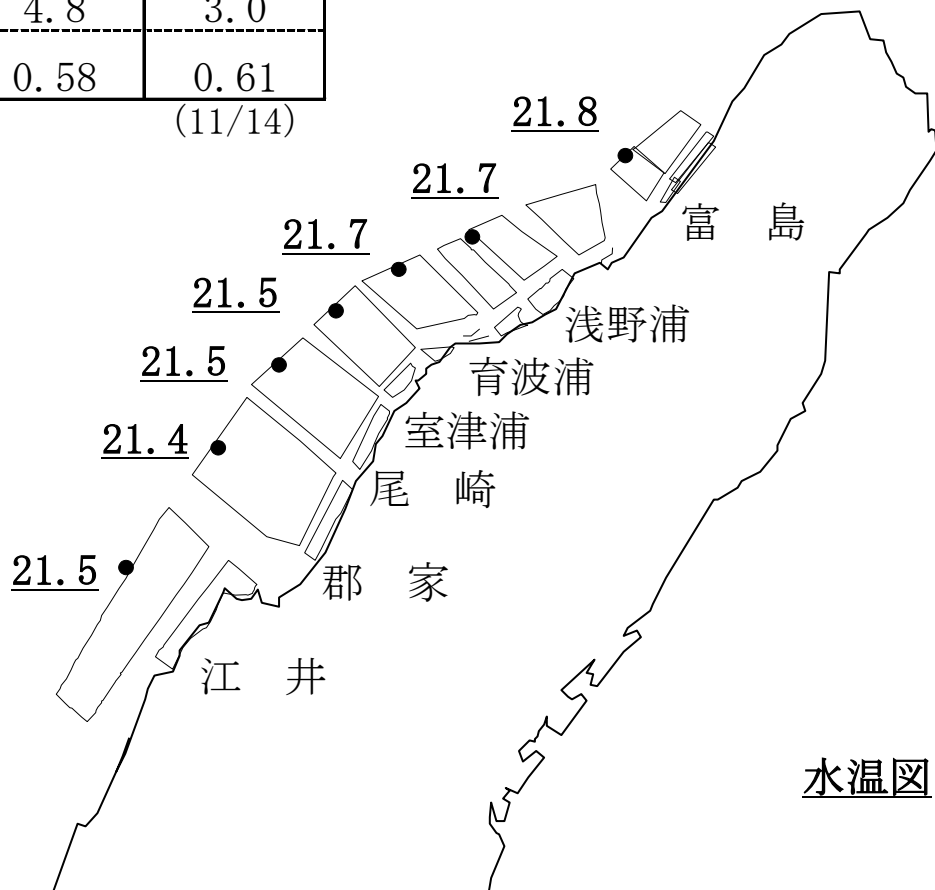 4.8 3.0
0.58 0.61
(11/14)
21.8
21.7
富 島
21.7
21.5
浅野浦
21.5
育波浦
21.4
室津浦
尾 崎
21.5
郡 家
江 井
水温図